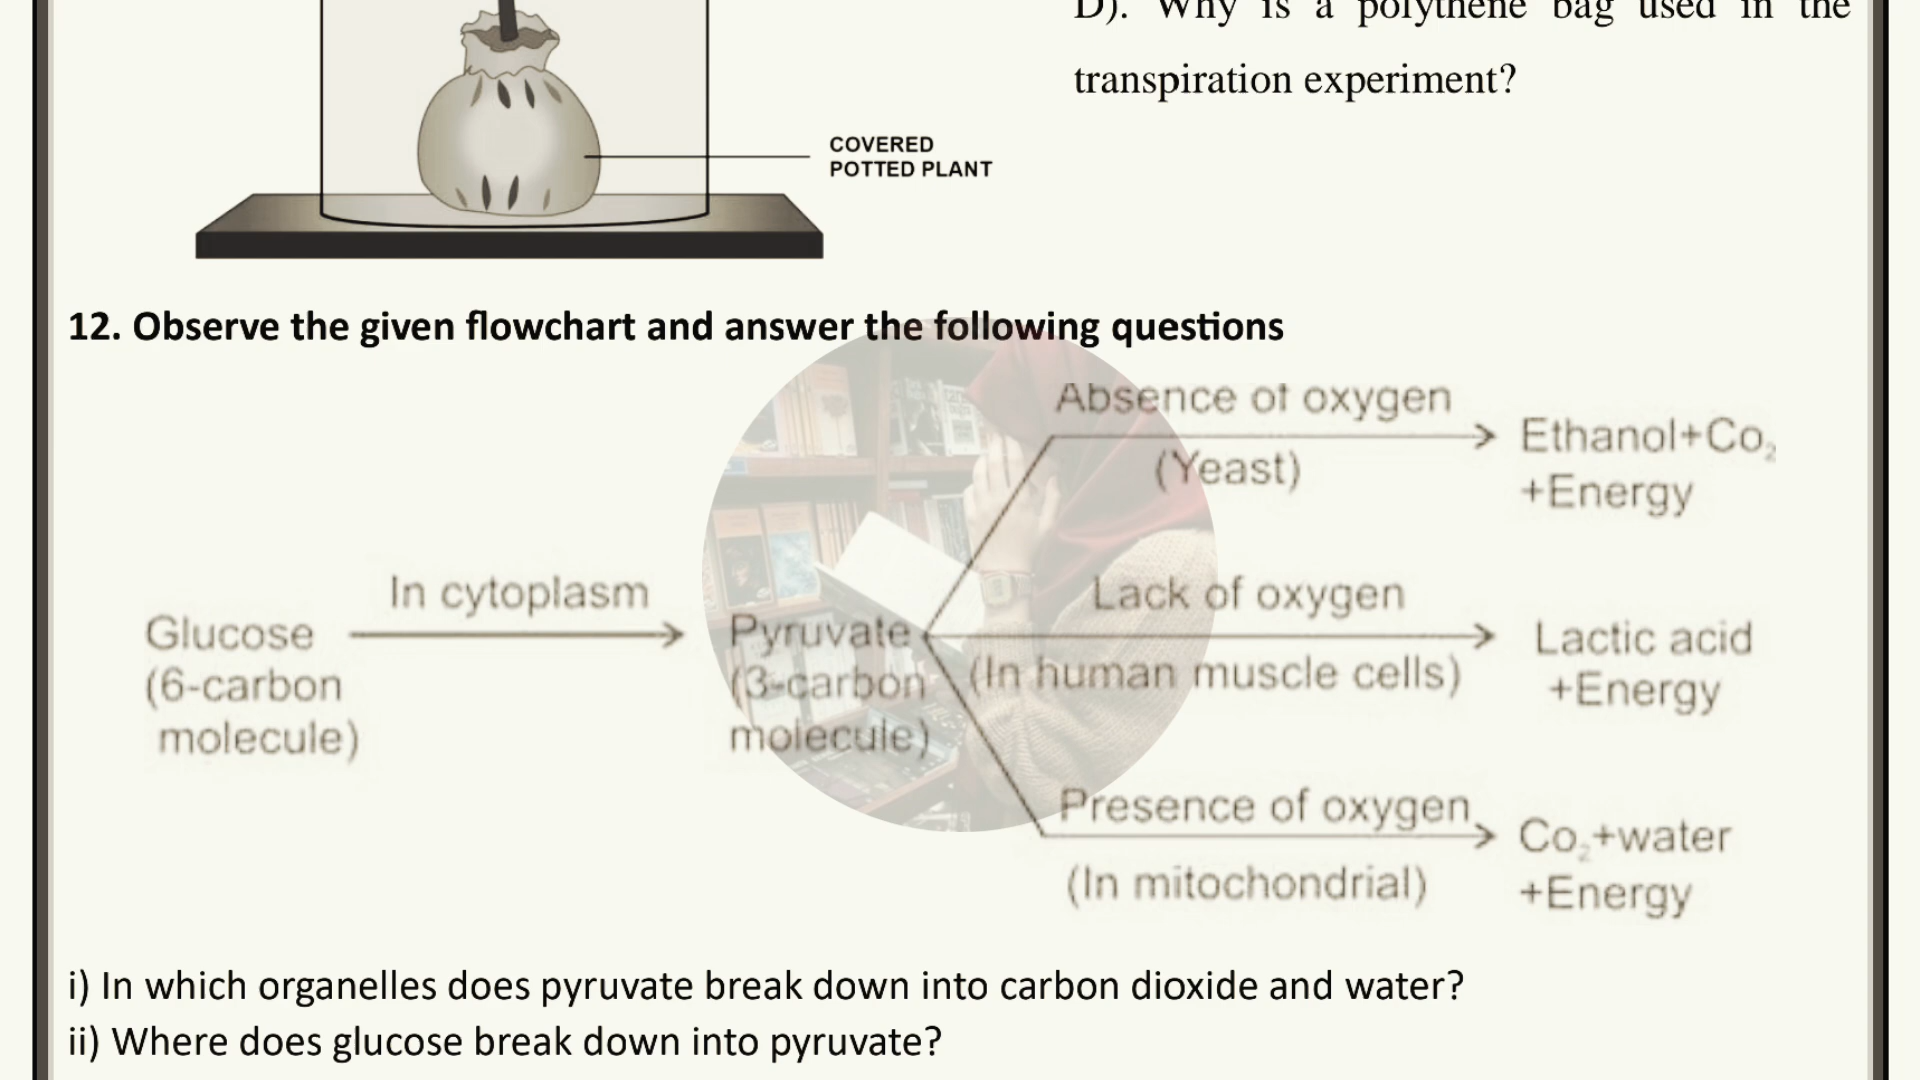 D). Why is a polythene bag used in the
transpiration experiment?
COVERED
POTTED PLANT
12. Observe the given flowchart and answer the following questions
Absence of oxygen
(Yeast)
Ethanol+Co₂
+Energy
In cytoplasm
Glucose
(6-carbon
molecule)
Pyruvate
(3-carbon
molecule)
Lack of oxygen
(In human muscle cells)
Lactic acid
+Energy
Presence of oxygen
(In mitochondrial)
Co₂+water
+Energy
i) In which organelles does pyruvate break down into carbon dioxide and water?
ii) Where does glucose break down into pyruvate?